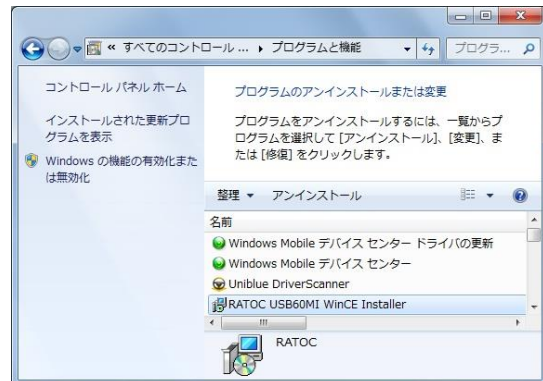 « すべてのコントロール ... ▸ プログラムと機能
プログラ...
コントロール パネル ホーム
インストールされた更新プロ
グラムを表示
Windows の機能の有効化また
は無効化
プログラムのアンインストールまたは変更
プログラムをアンインストールするには、一覧からプ
ログラムを選択して [アンインストール]、[変更]、ま
たは [修復] をクリックします。
整理 ▼ アンインストール
名前
Windows Mobile デバイス センター ドライバの更新
Windows Mobile デバイス センター
Uniblue DriverScanner
RATOC USB60MI WinCE Installer
RATOC